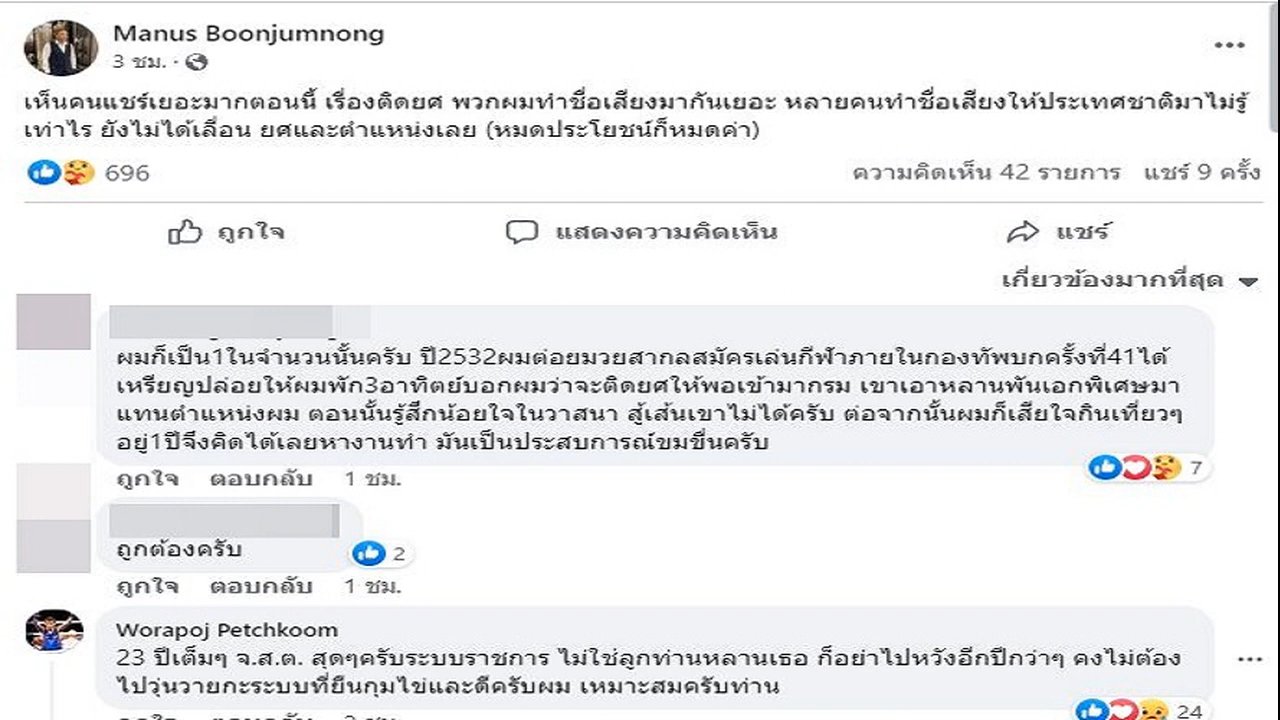 Manus Boonjumnong
3 ชม. ·
เห็นคนแชร์เยอะมากตอนนี้ เรื่องติดยศ พวกผมทำชื่อเสียงมากันเยอะ หลายคนทำชื่อเสียงให้ประเทศชาติมาไม่รู้
เท่าไร ยังไม่ได้เลื่อน ยศและตำแหน่งเลย (หมดประโยชน์ก็หมดค่า)
696
ความคิดเห็น 42 รายการ แชร์ 9 ครั้ง
ถูกใจ แสดงความคิดเห็น แชร์
เกี่ยวข้องมากที่สุด
ผมก็เป็น1ในจำนวนนั้นครับ ปี2532ผมต่อยมวยสากลสมัครเล่นกีฬาภายในกองทัพบกครั้งที่41ได้
เหรียญปล่อยให้ผมพัก3อาทิตย์บอกผมว่าจะติดยศให้พอเข้ามากรม เขาเอาหลานพันเอกพิเศษมา
แทนตำแหน่งผม ตอนนั้นรู้สึกน้อยใจในวาสนา สู้เส้นเขาไม่ได้ครับ ต่อจากนั้นผมก็เสียใจกินเที่ยวๆ
อยู่1ปีจึงคิดได้เลยหางานทำ มันเป็นประสบการณ์ขมขื่นครับ
7
ถูกใจ ตอบกลับ 1 ชม.
ถูกต้องครับ
2
ถูกใจ ตอบกลับ 1 ชม.
Worapoj Petchkoom
23 ปีเต็มๆ จ.ส.ต. สุดๆครับระบบราชการ ไม่ใช่ลูกท่านหลานเธอ ก็อย่าไปหวังอีกปีกว่าๆ คงไม่ต้อง
ไปวุ่นวายกะระบบที่ยืนกุมไข่และดีครับผม เหมาะสมครับท่าน
24